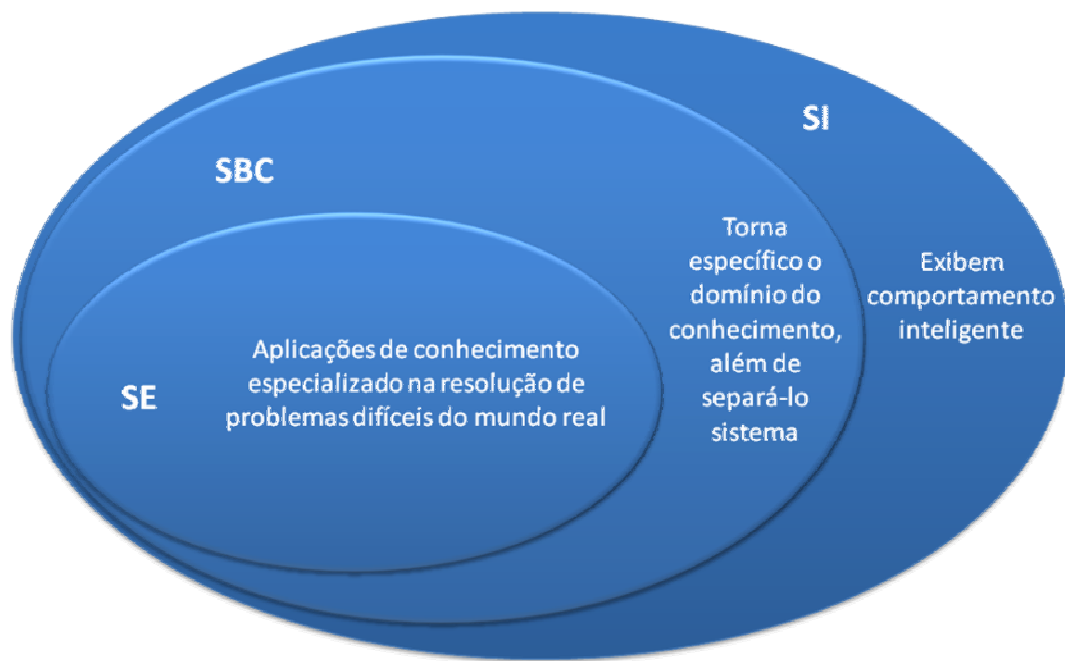 SI
SBC
Torna
específico o
domínio do
conhecimento,
além de
separá-lo
sistema
Exibem
comportamento
inteligente
SE
Aplicações de conhecimento
especializado na resolução de
problemas difíceis do mundo real